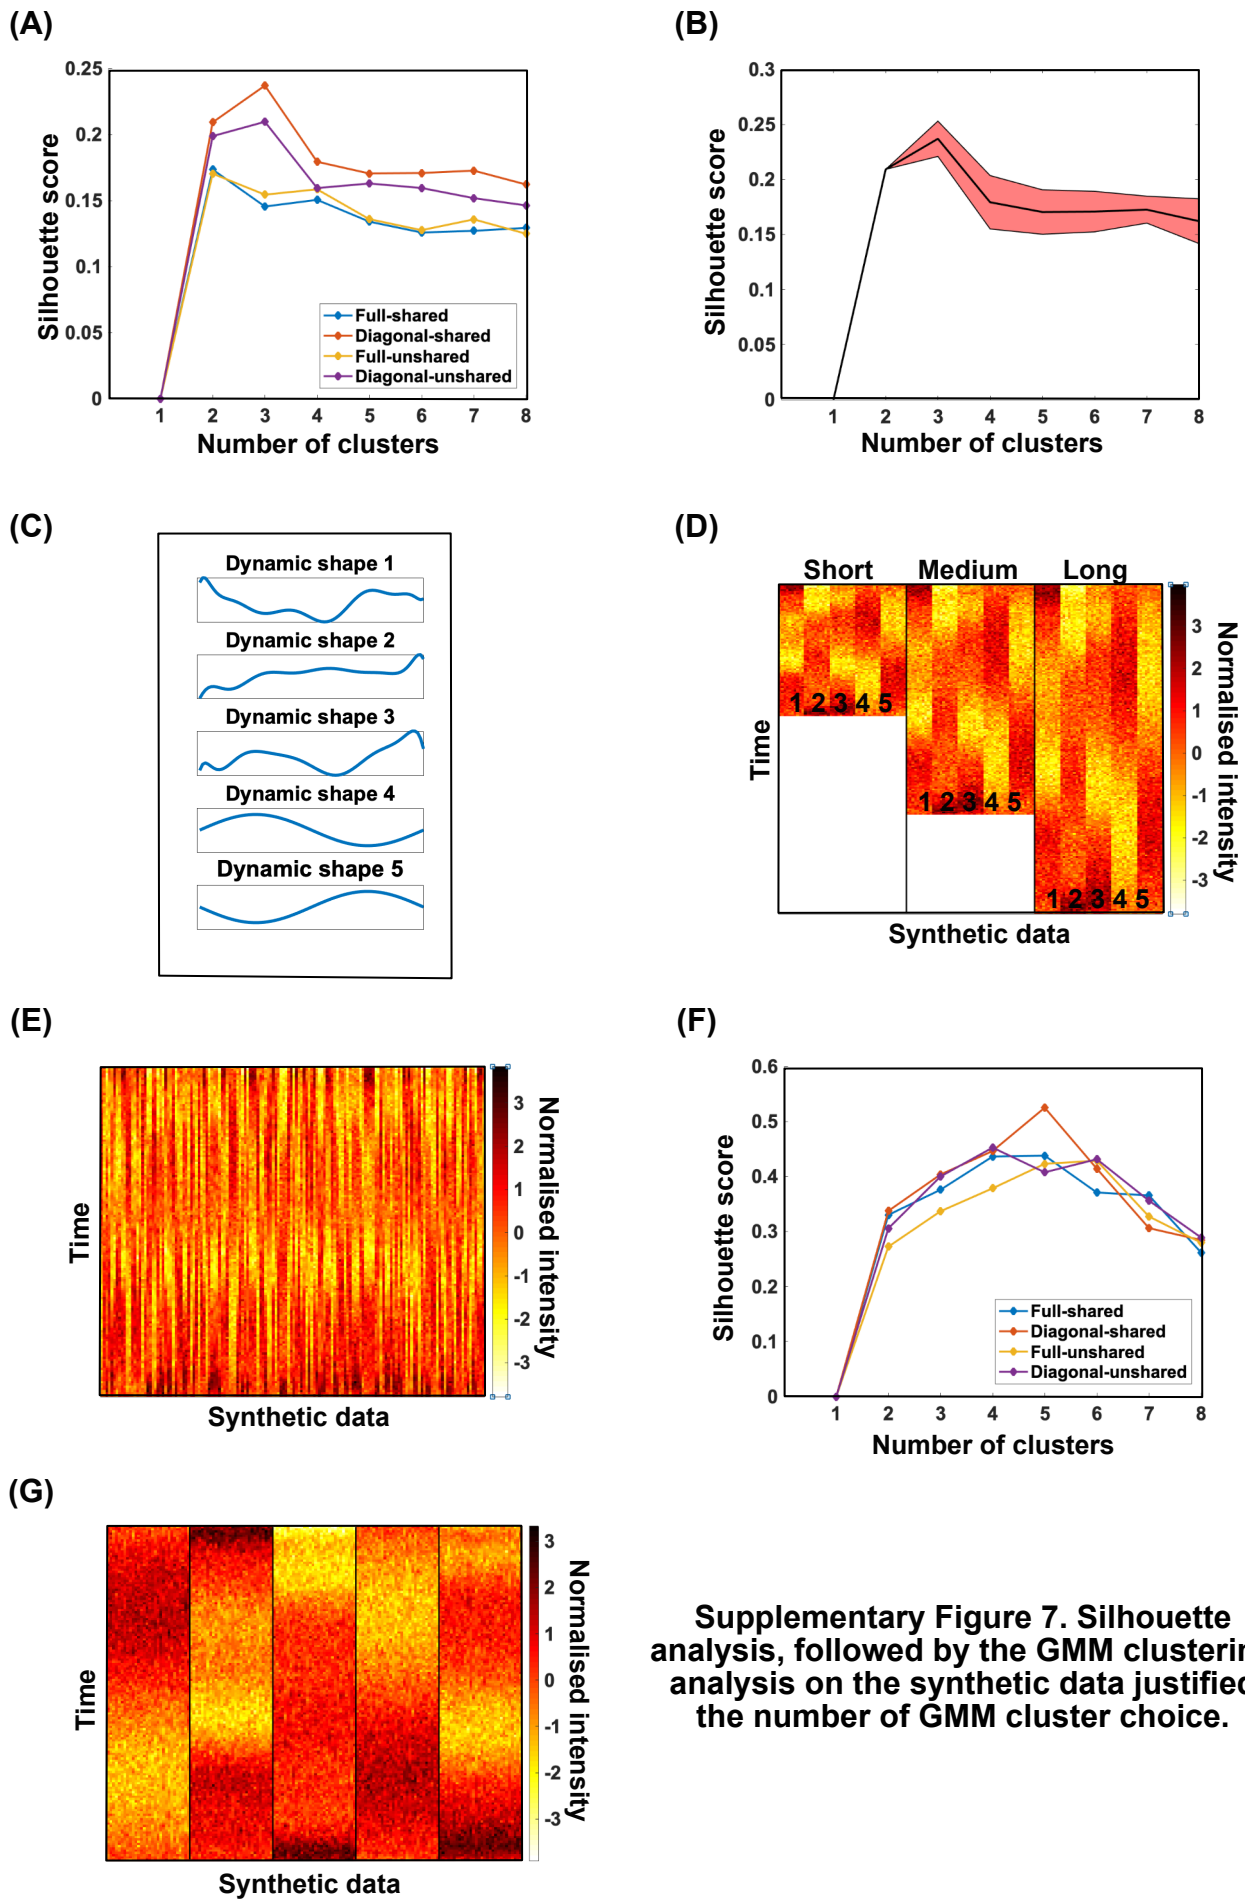 (A)
0.25
0.2
0.15
0.1
0.05
0
Silhouette score
Full-shared
Diagonal-shared
Full-unshared
Diagonal-unshared
1 2 3 4 5 6 7 8
Number of clusters
(B)
0.3
0.25
0.2
0.15
0.1
0.05
0
Silhouette score
1 2 3 4 5 6 7 8
Number of clusters
(C)
Dynamic shape 1
Dynamic shape 2
Dynamic shape 3
Dynamic shape 4
Dynamic shape 5
(D)
Short Medium Long
Time
1 2 3 4 5
1 2 3 4 5
1 2 3 4 5
Synthetic data
3
2
1
0
-1
-2
-3
Normalised intensity
(E)
Time
Synthetic data
3
2
1
0
-1
-2
-3
Normalised intensity
(F)
0.6
0.5
0.4
0.3
0.2
0.1
0
Silhouette score
Full-shared
Diagonal-shared
Full-unshared
Diagonal-unshared
1 2 3 4 5 6 7 8
Number of clusters
(G)
Time
Synthetic data
3
2
1
0
-1
-2
-3
Normalised intensity
Supplementary Figure 7. Silhouette
analysis, followed by the GMM clusterin
analysis on the synthetic data justified
the number of GMM cluster choice.